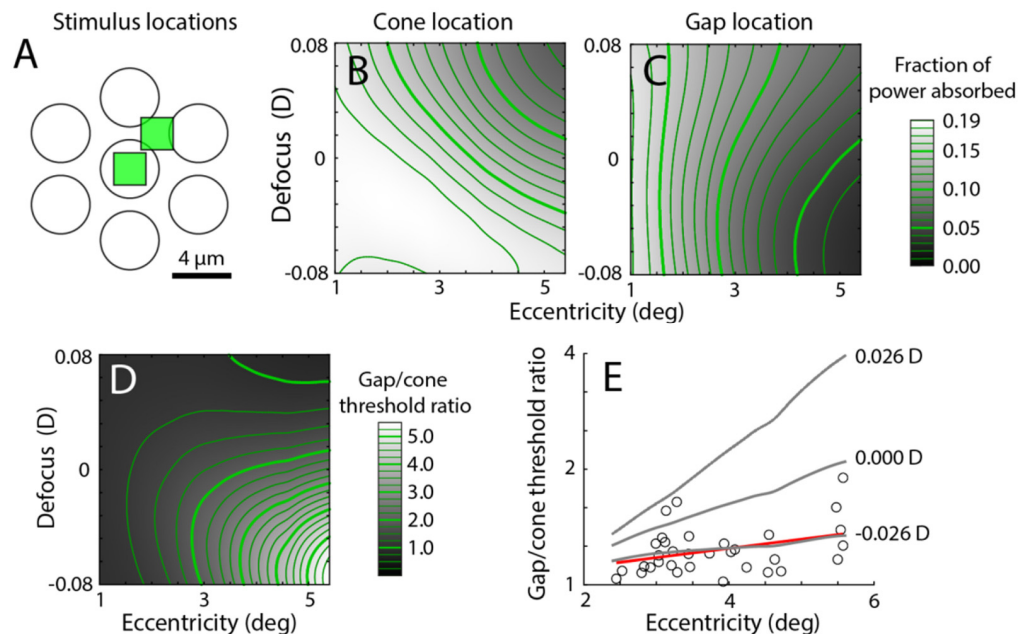 Stimulus locations
Cone location
Gap location
A
B
C
4 μm
Defocus (D)
0.08
0
-0.08
1
3
5
0.08
0
-0.08
1
3
5
Eccentricity (deg)
Fraction of
power absorbed
0.19
0.15
0.10
0.05
0.00
D
Defocus (D)
0.08
0
-0.08
1
3
5
Eccentricity (deg)
Gap/cone
threshold ratio
5.0
4.0
3.0
2.0
1.0
E
Gap/cone threshold ratio
4
2
1
2
4
6
Eccentricity (deg)
0.026 D
0.000 D
-0.026 D